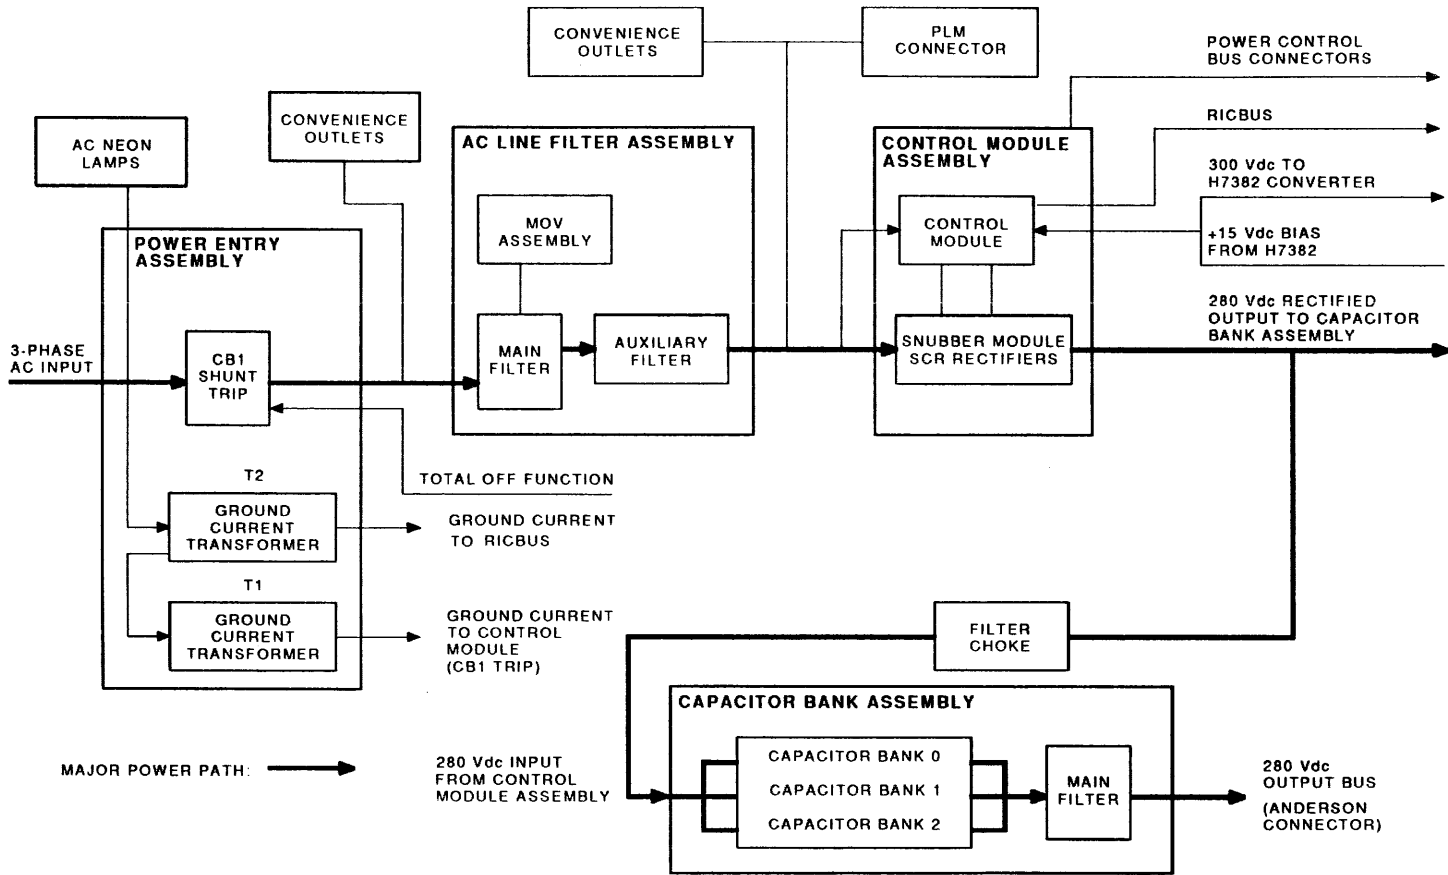 CONVENIENCE
OUTLETS
PLM
CONNECTOR
POWER CONTROL
BUS CONNECTORS
AC NEON
LAMPS
CONVENIENCE
OUTLETS
AC LINE FILTER ASSEMBLY
CONTROL MODULE
ASSEMBLY
RICBUS
300 Vdc TO
H7382 CONVERTER
MOV
ASSEMBLY
CONTROL
MODULE
+15 Vdc BIAS
FROM H7382
POWER ENTRY
ASSEMBLY
3-PHASE
AC INPUT
CB1
SHUNT
TRIP
MAIN
FILTER
AUXILIARY
FILTER
SNUBBER MODULE
SCR RECTIFIERS
280 Vdc RECTIFIED
OUTPUT TO CAPACITOR
BANK ASSEMBLY
TOTAL OFF FUNCTION
T2
GROUND
CURRENT
TRANSFORMER
GROUND CURRENT
TO RICBUS
T1
GROUND
CURRENT
TRANSFORMER
GROUND CURRENT
TO CONTROL
MODULE
(CB1 TRIP)
FILTER
CHOKE
CAPACITOR BANK ASSEMBLY
MAJOR POWER PATH:
280 Vdc INPUT
FROM CONTROL
MODULE ASSEMBLY
CAPACITOR BANK 0
CAPACITOR BANK 1
CAPACITOR BANK 2
MAIN
FILTER
280 Vdc
OUTPUT BUS
(ANDERSON
CONNECTOR)